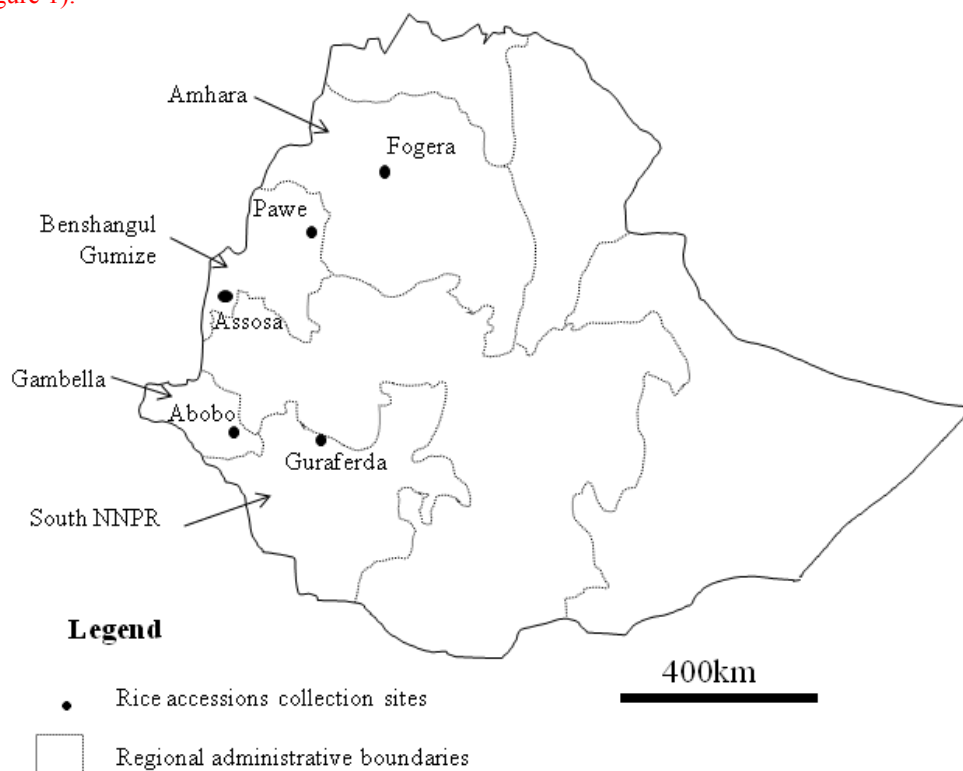 gure 1).
Amhara
Fogera
Pawe
Benshangul
Gumize
Assosa
Gambella
Abobo
Guraferda
South NNPR
Legend
400km
Rice accessions collection sites
Regional administrative boundaries